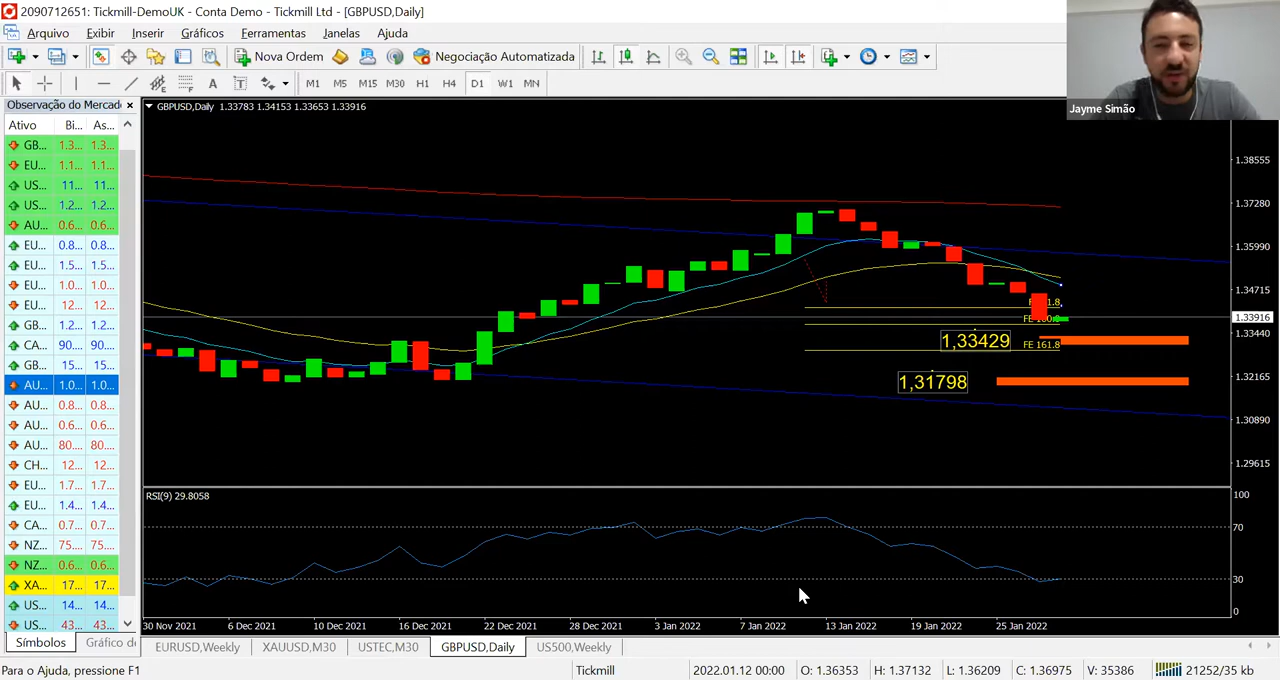 2090712651: Tickmill-DemoUK - Conta Demo - Tickmill Ltd - [GBPUSD,Daily]
Arquivo Exibir Inserir Gráficos Ferramentas Janelas Ajuda
Nova Ordem Negociação Automatizada
A T M1 M5 M15 M30 H1 H4 D1 W1 MN
Jayme Simão
Observação do Mercado
Ativo Bi... As...
GB... 1.3... 1.3...
EU... 1.1... 1.1...
US... 11... 11...
US... 1.2... 1.2...
AU... 0.6... 0.6...
EU... 0.8... 0.8...
EU... 1.5... 1.5...
EU... 1.0... 1.0...
EU... 12... 12...
GB... 1.2... 1.2...
CA... 90... 90...
GB... 15... 15...
AU... 1.0... 1.0...
AU... 0.8... 0.8...
AU... 0.6... 0.6...
AU... 80... 80...
CH... 12... 12...
EU... 1.7... 1.7...
EU... 1.4... 1.4...
CA... 0.7... 0.7...
NZ... 75... 75...
NZ... 0.6... 0.6...
XA... 17... 17...
US... 14... 14...
US... 43... 43...
Símbolos
GBPUSD,Daily 1.33783 1.34153 1.33653 1.33916
1.38555
1.37280
1.35990
1.34715
1.33916
1.33440
1.32165
1.30890
1.29615
FE 161.8
1,33429
1,31798
RSI(9) 29.8058
100
70
30
0
30 Nov 2021 6 Dec 2021 10 Dec 2021 16 Dec 2021 22 Dec 2021 28 Dec 2021 3 Jan 2022 7 Jan 2022 13 Jan 2022 19 Jan 2022 25 Jan 2022
EURUSD,Weekly XAUUSD,M30 USTEC,M30 GBPUSD,Daily US500,Weekly
Para o Ajuda, pressione F1 Tickmill 2022.01.12 00:00 O: 1.36353 H: 1.37132 L: 1.36209 C: 1.36975 V: 35386 21252/35 kb